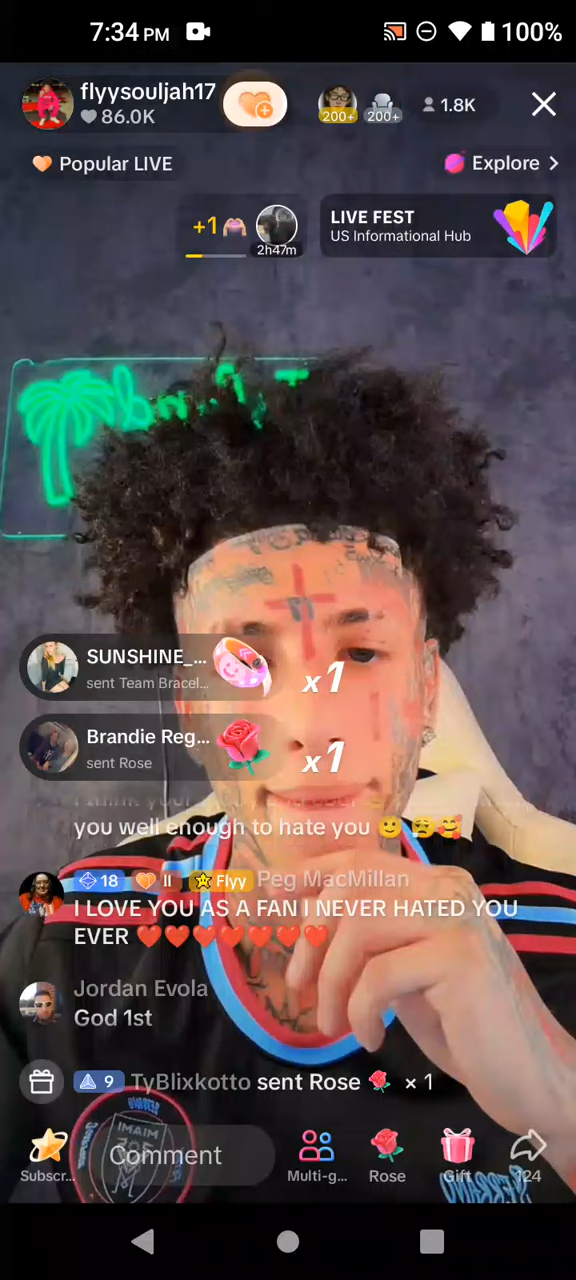 7:34 PM
100%
flyysouljah17
86.0K
200+
200+
1.8K
Popular LIVE
Explore >
+1
2h47m
LIVE FEST
US Informational Hub
SUNSHINE_...
sent Team Bracel...
x1
Brandie Reg...
sent Rose
x1
you well enough to hate you 🙂 😪🥰
18 II Flyy Peg MacMillan
I LOVE YOU AS A FAN I NEVER HATED YOU
EVER ❤️❤️❤️❤️❤️❤️❤️
Jordan Evola
God 1st
9 TyBlixkotto sent Rose 🌹 × 1
MIAMI
Subscr...
Comment
Multi-g...
Rose
Gift
124